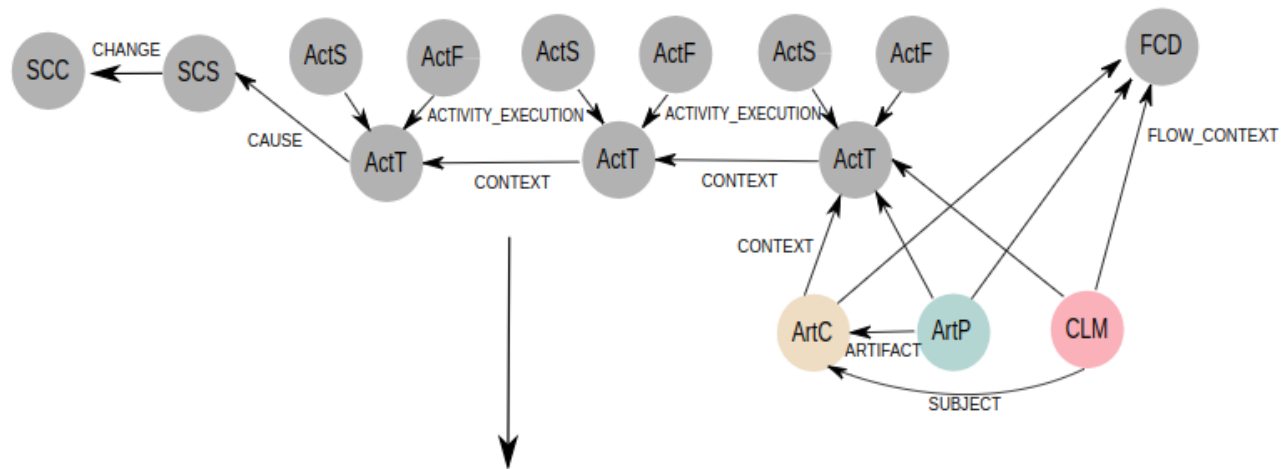 ActS
ActF
ActS
ActF
ActS
ActF
FCD
SCC
CHANGE
SCS
ACTIVITY_EXECUTION
ACTIVITY_EXECUTION
CAUSE
ActT
ActT
ActT
FLOW_CONTEXT
CONTEXT
CONTEXT
CONTEXT
ArtC
ArtP
CLM
ARTIFACT
SUBJECT